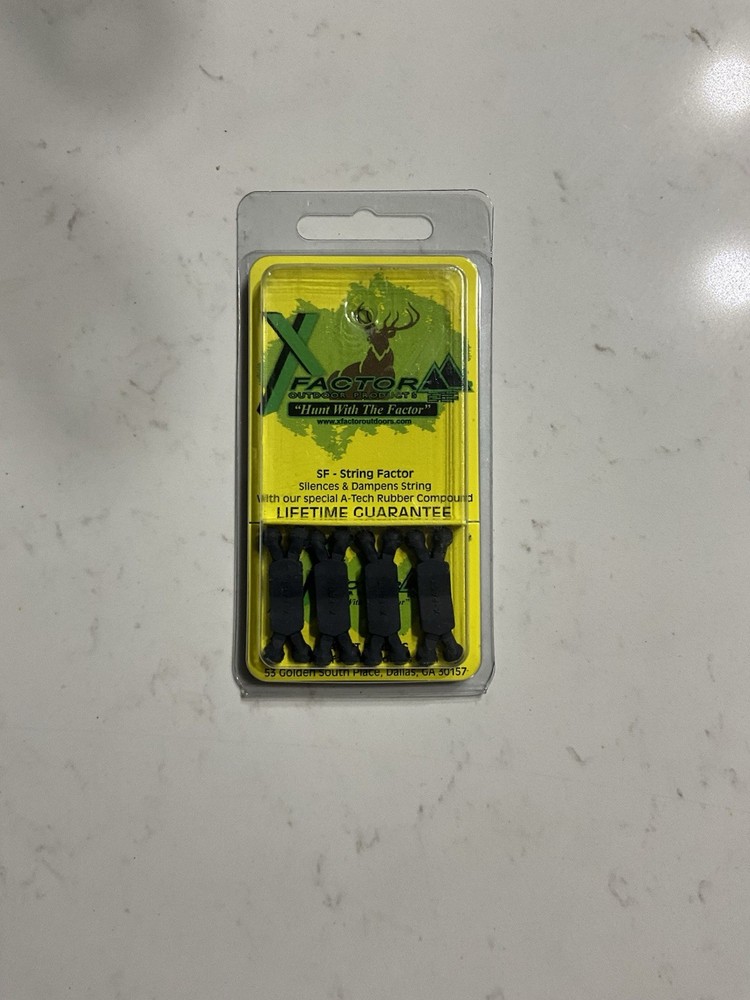 X
FACTOR
OUTDOOR PRODUCTS
"Hunt With The Factor"
www.xfactoroutdoors.com
SF - String Factor
Silences & Dampens String
With our special A-Tech Rubber Compound
LIFETIME GUARANTEE
53 Golden South Place, Dallas, GA 30157